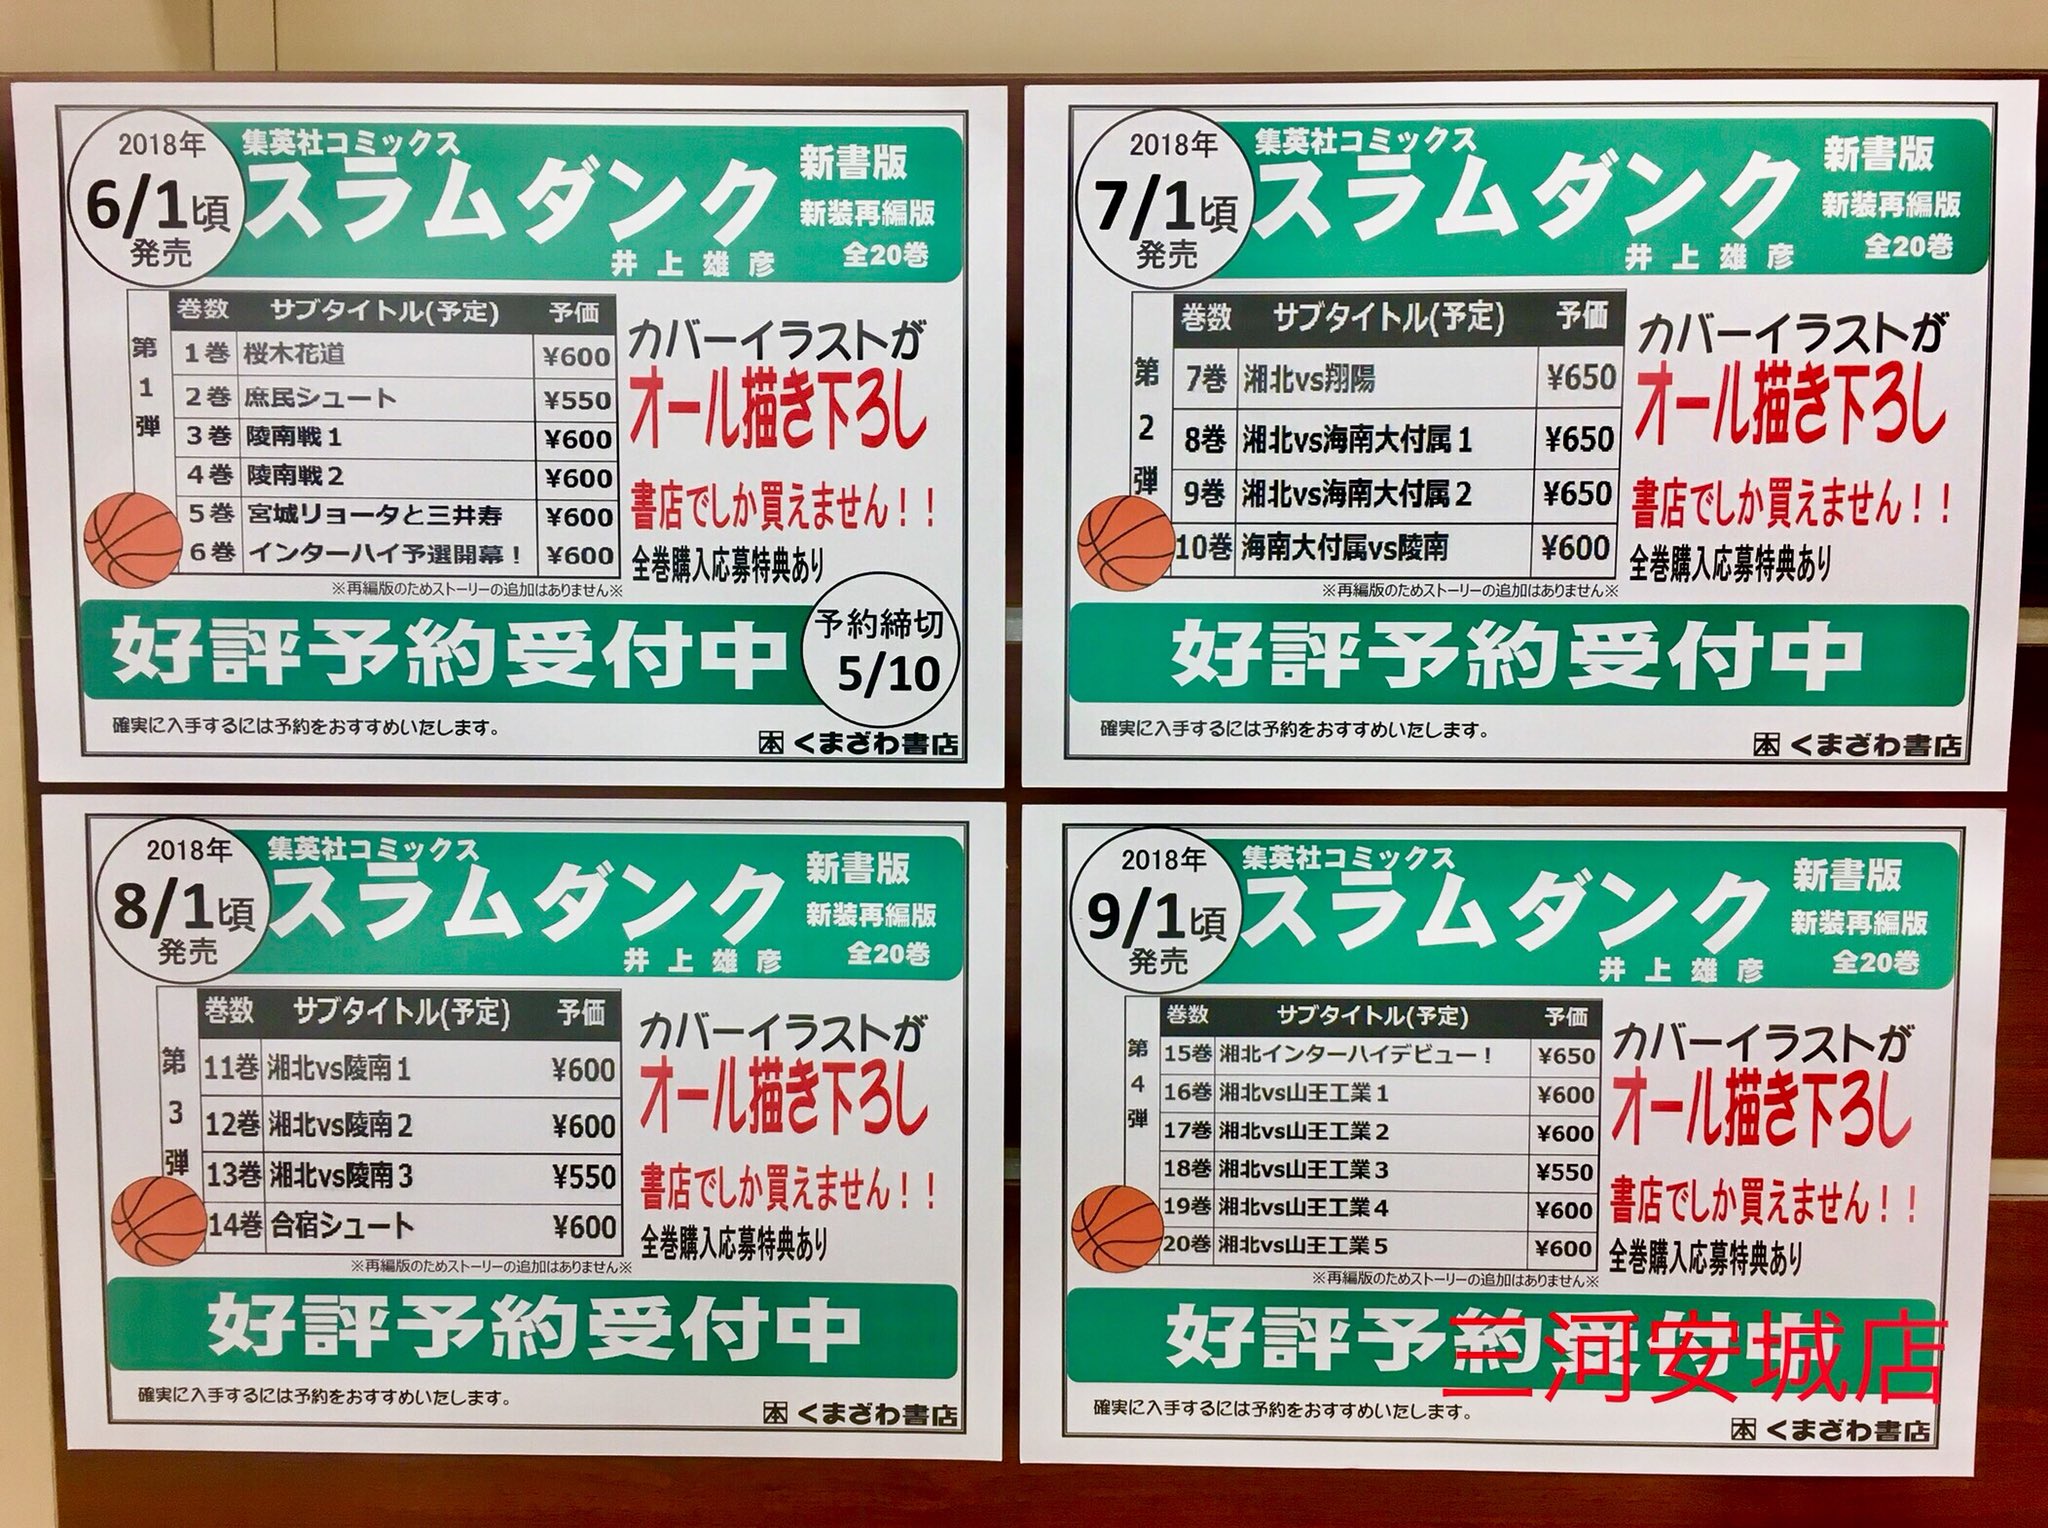 2018年
6/1頃
発売
集英社コミックス
スラムダンク
井上雄彦
新書版
新装再編版
全20巻
第1弾
巻数 サブタイトル(予定) 予価
1巻 桜木花道 ¥600
2巻 庶民シュート ¥550
3巻 陵南戦1 ¥600
4巻 陵南戦2 ¥600
5巻 宮城リョータと三井寿 ¥600
6巻 インターハイ予選開幕! ¥600
カバーイラストが
オール描き下ろし
書店でしか買えません!!
全巻購入応募特典あり
※再編版のためストーリーの追加はありません※
好評予約受付中
予約締切
5/10
確実に入手するには予約をおすすめいたします。
本 くまざわ書店
2018年
7/1頃
発売
集英社コミックス
スラムダンク
井上雄彦
新書版
新装再編版
全20巻
第2弾
巻数 サブタイトル(予定) 予価
7巻 湘北vs翔陽 ¥650
8巻 湘北vs海南大付属1 ¥650
9巻 湘北vs海南大付属2 ¥650
10巻 海南大付属vs陵南 ¥600
カバーイラストが
オール描き下ろし
書店でしか買えません!!
全巻購入応募特典あり
※再編版のためストーリーの追加はありません※
好評予約受付中
確実に入手するには予約をおすすめいたします。
本 くまざわ書店
2018年
8/1頃
発売
集英社コミックス
スラムダンク
井上雄彦
新書版
新装再編版
全20巻
第3弾
巻数 サブタイトル(予定) 予価
11巻 湘北vs陵南1 ¥600
12巻 湘北vs陵南2 ¥600
13巻 湘北vs陵南3 ¥550
14巻 合宿シュート ¥600
カバーイラストが
オール描き下ろし
書店でしか買えません!!
全巻購入応募特典あり
※再編版のためストーリーの追加はありません※
好評予約受付中
確実に入手するには予約をおすすめいたします。
本 くまざわ書店
2018年
9/1頃
発売
集英社コミックス
スラムダンク
井上雄彦
新書版
新装再編版
全20巻
第4弾
巻数 サブタイトル(予定) 予価
15巻 湘北インターハイデビュー! ¥650
16巻 湘北vs山王工業1 ¥600
17巻 湘北vs山王工業2 ¥600
18巻 湘北vs山王工業3 ¥550
19巻 湘北vs山王工業4 ¥600
20巻 湘北vs山王工業5 ¥600
カバーイラストが
オール描き下ろし
書店でしか買えません!!
全巻購入応募特典あり
※再編版のためストーリーの追加はありません※
好評予約受付中
三河安城店
確実に入手するには予約をおすすめいたします。
本 くまざわ書店